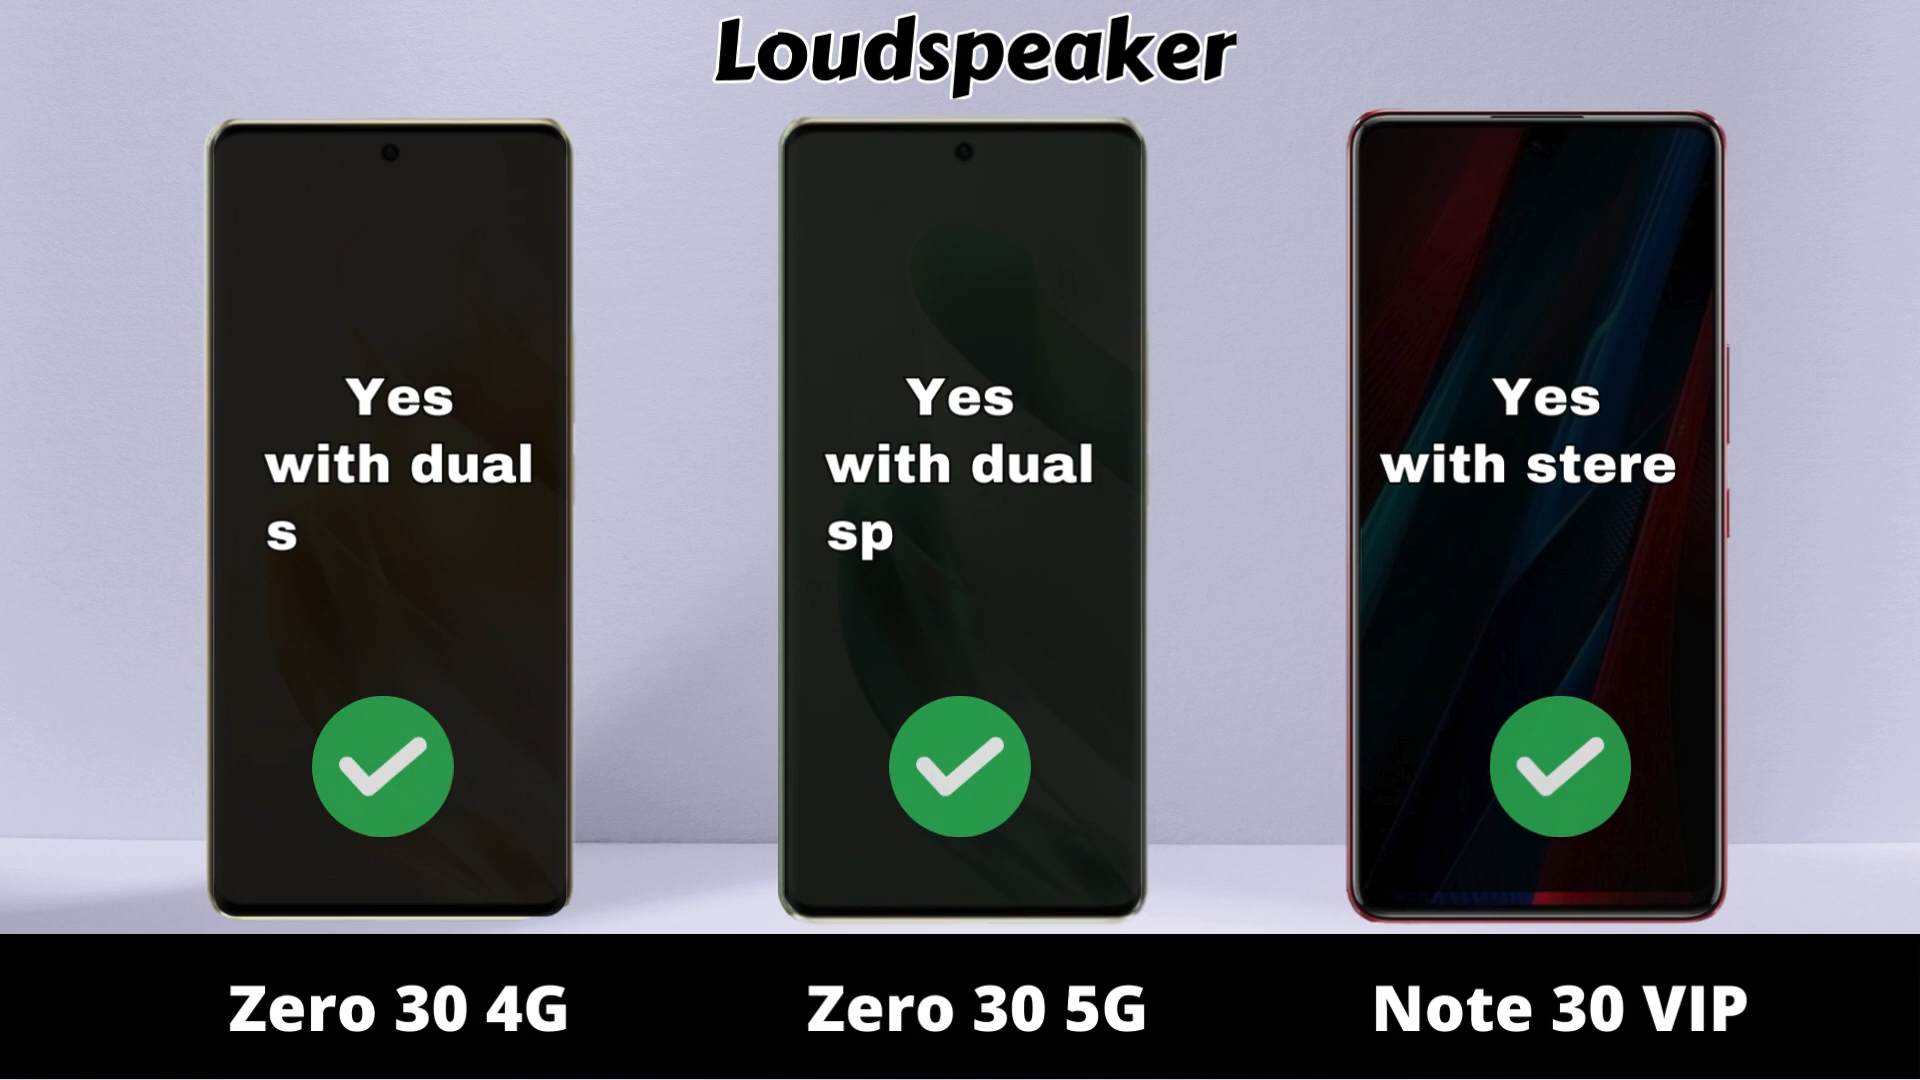 Loudspeaker
Yes
with dual
s
Yes
with dual
sp
Yes
with stere
Zero 30 4G
Zero 30 5G
Note 30 VIP